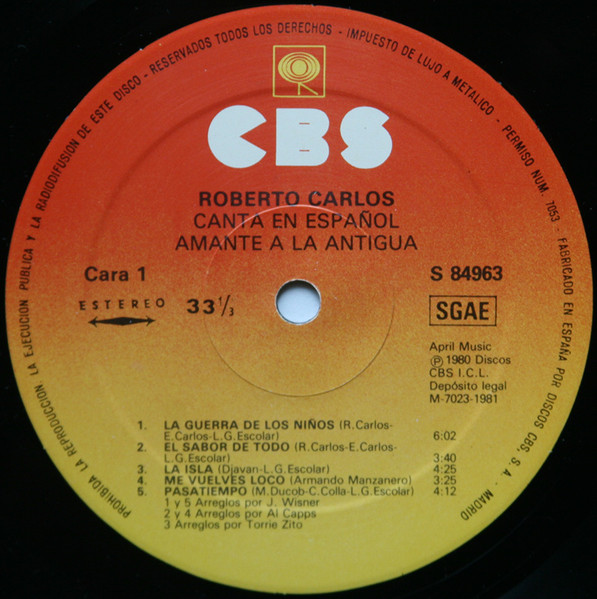 PROHIBIDA LA REPRODUCCION, LA EJECUCION PUBLICA Y LA RADIODIFUSION DE ESTE DISCO - RESERVADOS TODOS LOS DERECHOS - IMPUESTO DE LUJO A METALICO - PERMISO NUM. 7053 - FABRICADO EN ESPAÑA POR DISCOS CBS, S. A. - MADRID
CBS
ROBERTO CARLOS
CANTA EN ESPAÑOL
AMANTE A LA ANTIGUA
Cara 1
S 84963
ESTEREO 33 1/3
SGAE
April Music
Ⓟ 1980 Discos
CBS I.C.L.
Depósito legal
M-7023-1981
1. LA GUERRA DE LOS NIÑOS (R.Carlos-
E.Carlos-L.G.Escolar) 6:02
2. EL SABOR DE TODO (R.Carlos-E.Carlos-
L.G.Escolar) 3:40
3. LA ISLA (Djavan-L.G.Escolar) 4:25
4. ME VUELVES LOCO (Armando Manzanero) 3:25
5. PASATIEMPO (M.Ducob-C.Colla-L.G.Escolar) 4:12
1 y 5 Arreglos por J. Wisner
2 y 4 Arreglos por Al Capps
3 Arreglos por Torrie Zito